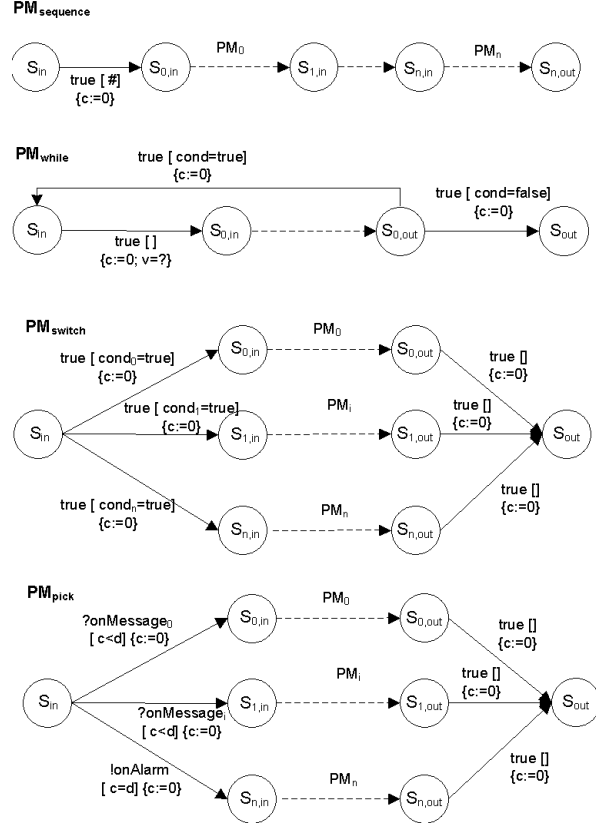 PMsequence
PM0 PMn
Sin S0,in S1,in Sn,in Sn,out
true [ #]
{c:=0}
true [ cond=true]
{c:=0}
PMwhile
true [ cond=false]
{c:=0}
Sin S0,in S0,out Sout
true [ ]
{c:=0; v=?}
PMswitch
PM0
true [ cond0=true]
{c:=0}
S0,in S0,out
true []
{c:=0}
true [ cond1=true]
{c:=0}
PMi
true []
{c:=0}
Sin S1,in S1,out Sout
true [ condn=true]
{c:=0}
PMn
true []
{c:=0}
Sn,in Sn,out
PMpick
PM0
?onMessage0
[ c<d] {c:=0}
S0,in S0,out
true []
{c:=0}
PMi
true []
{c:=0}
Sin S1,in S1,out Sout
?onMessagei
[ c<d] {c:=0}
!onAlarm
[ c=d] {c:=0}
PMn
true []
{c:=0}
Sn,in Sn,out